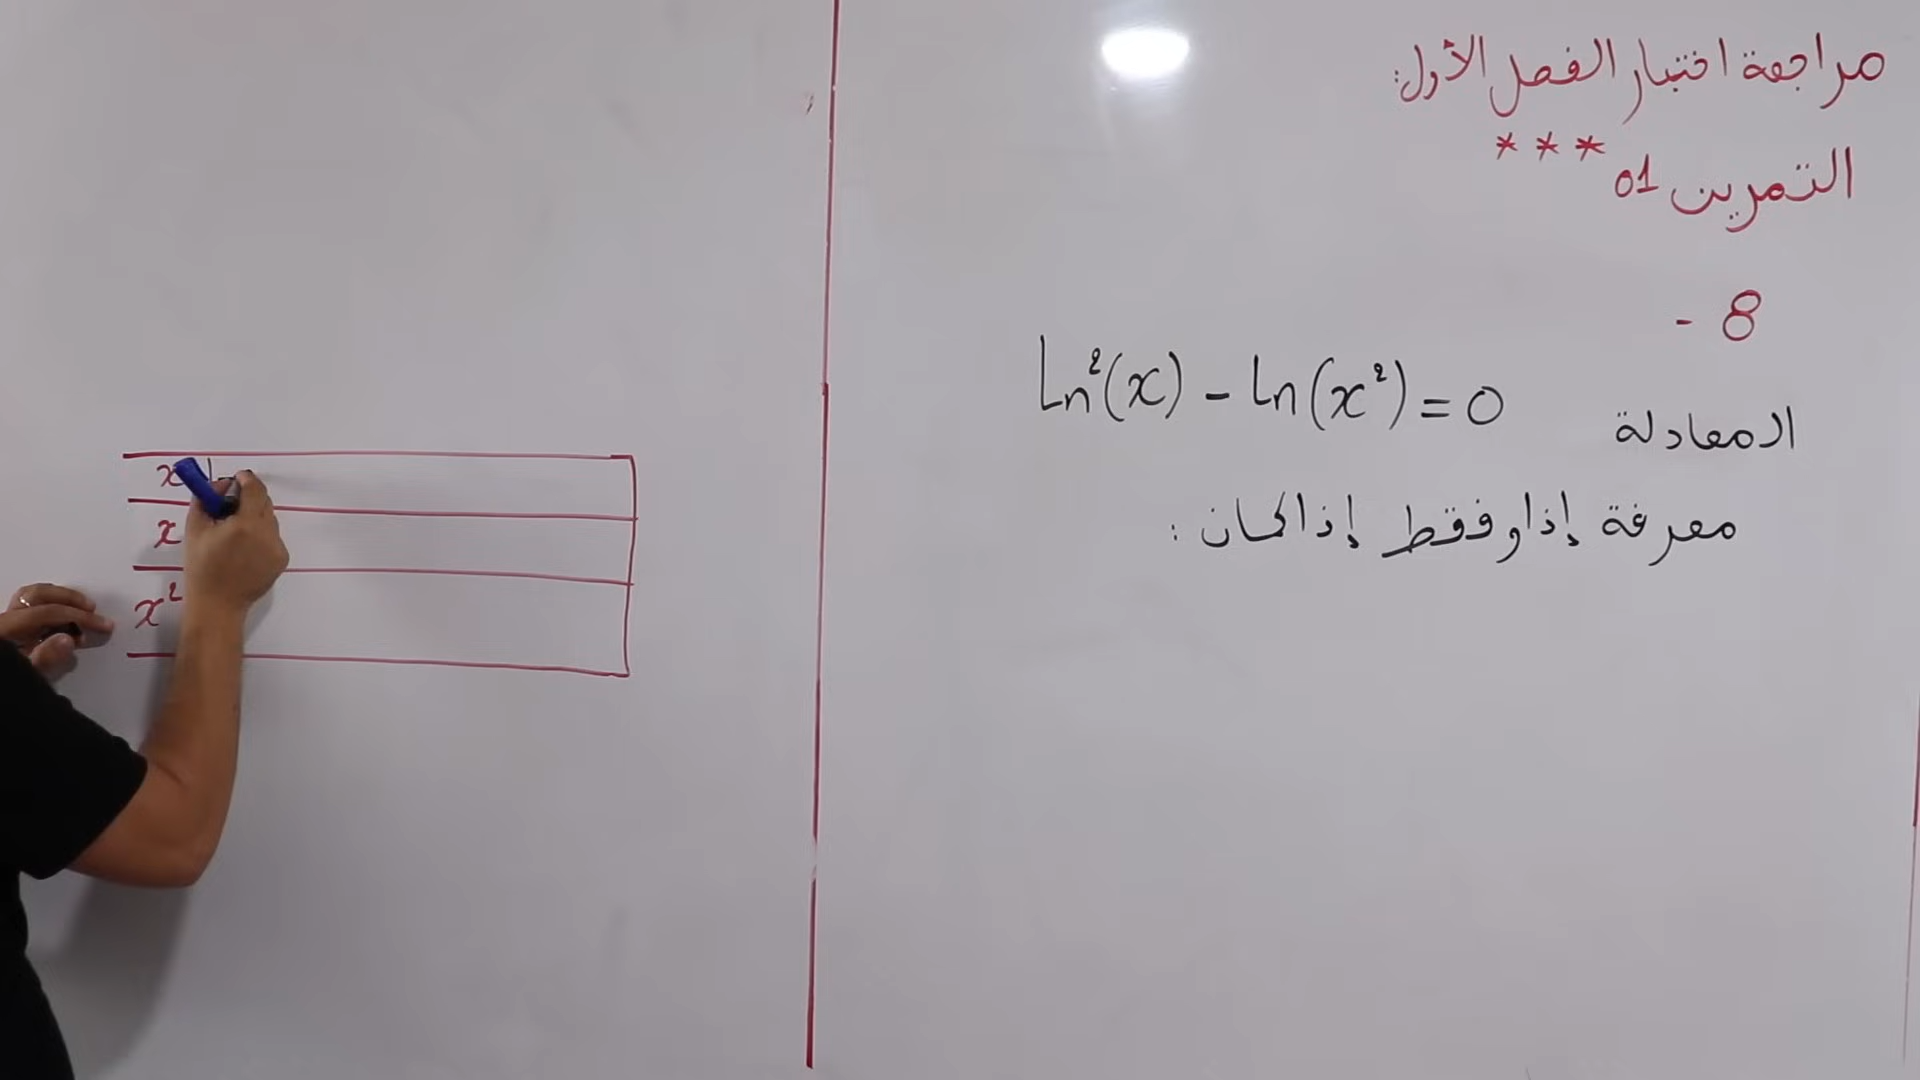 مراجعة اختبار الفصل الأول:
التمرين 01 ***
8 -
المعادلة ln²(x) - ln(x²) = 0
معرفة إذا وفقط إذا كان :
x
x
x²